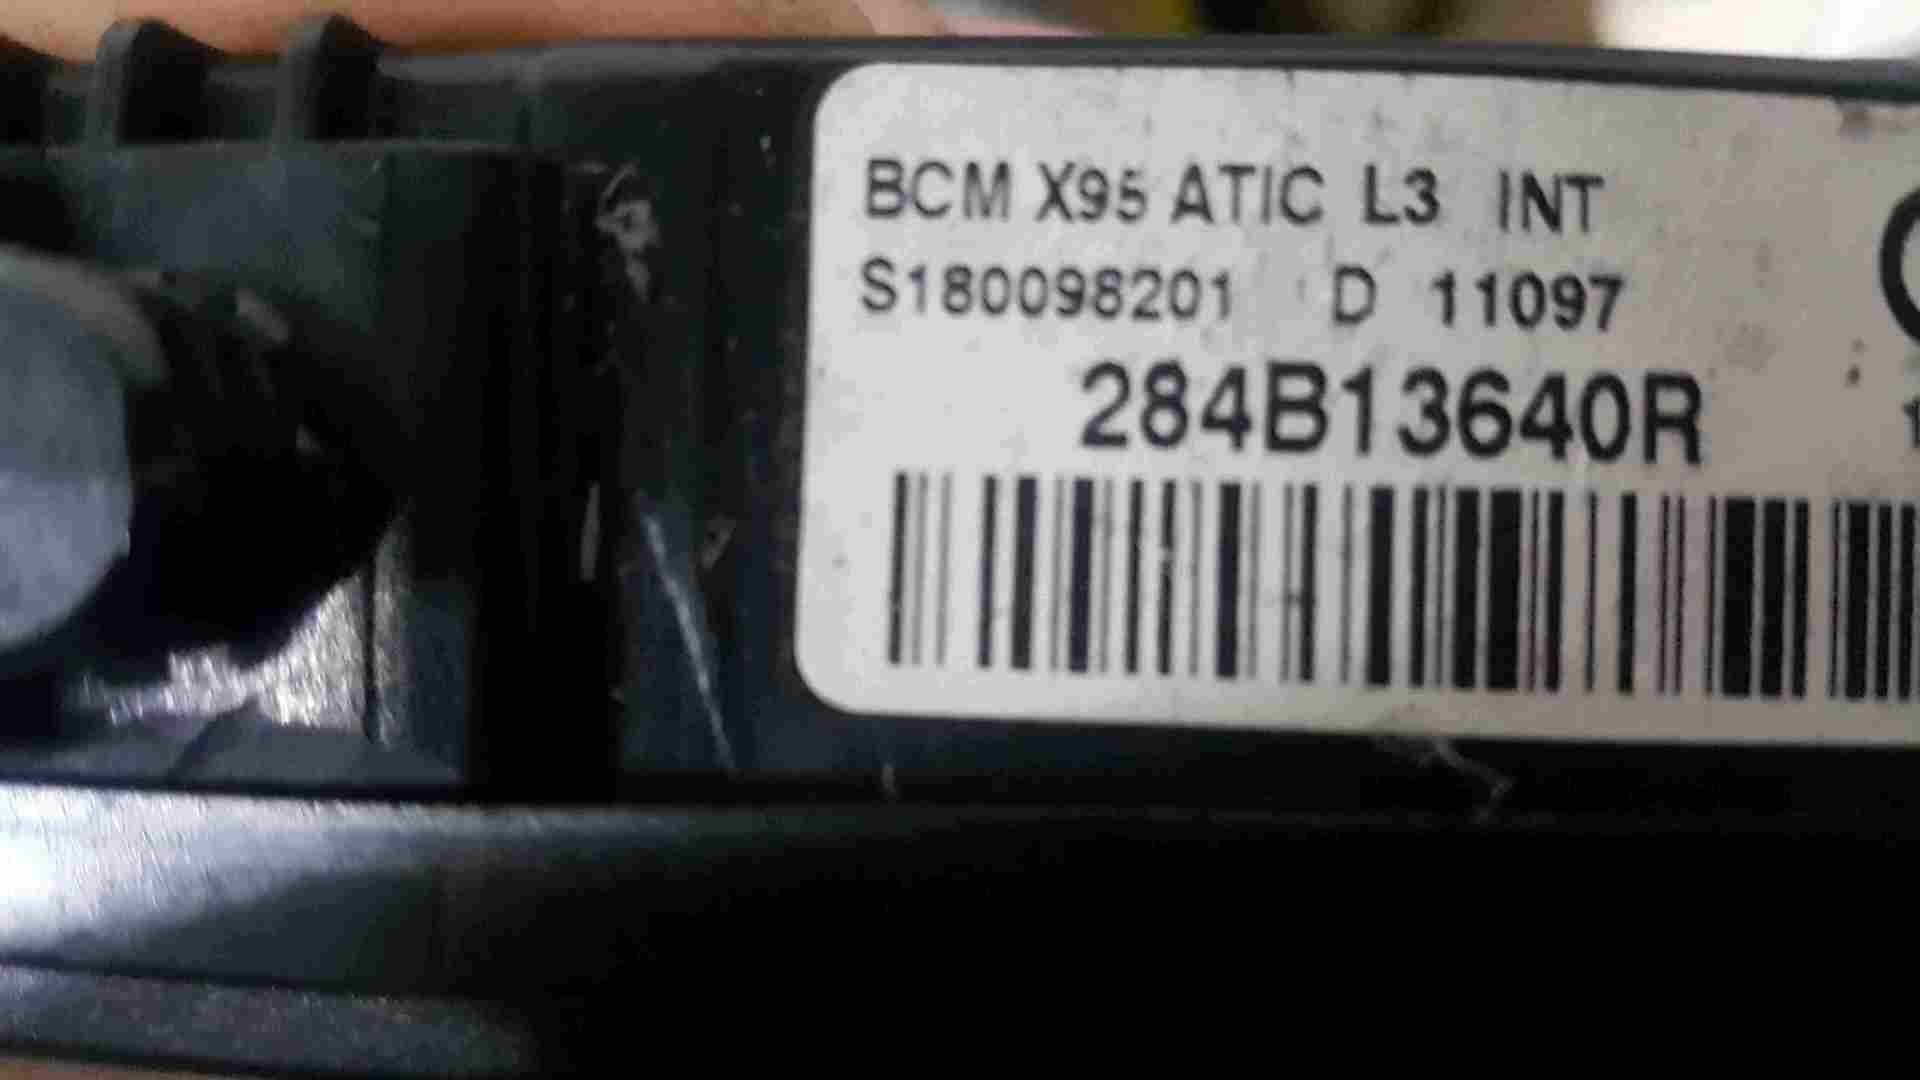 BCM X95 ATIC L3 INT
S180098201 D 11097
284B13640R